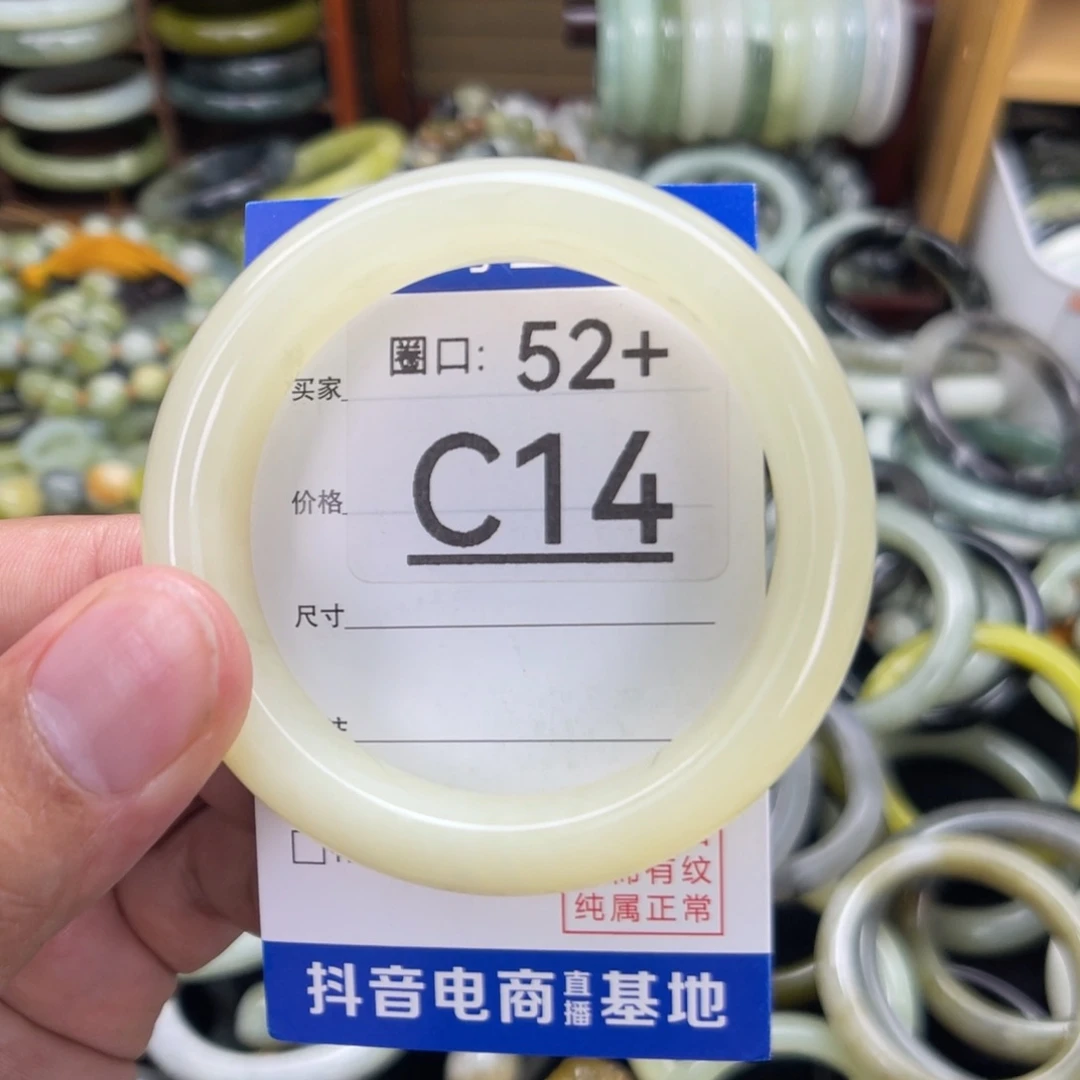 圈口: 52+
买家
C14
价格
尺寸
有纹
纯属正常
抖音电商直播基地